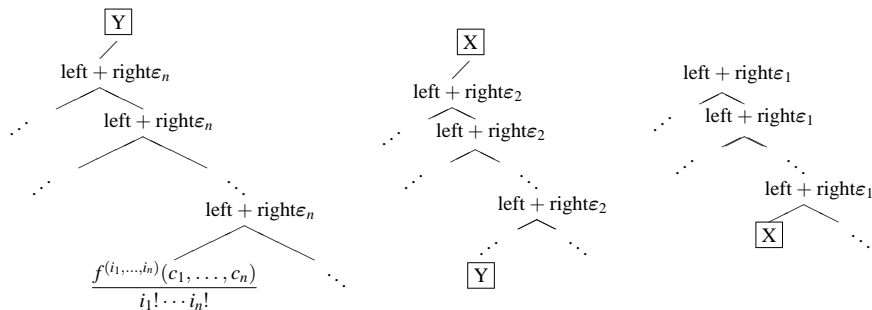 Y
left + rightε_n
left + rightε_n
left + rightε_n
f^{(i_1,...,i_n)}(c_1, ..., c_n)
i_1! ··· i_n!
X
left + rightε_2
left + rightε_2
left + rightε_2
Y
left + rightε_1
left + rightε_1
left + rightε_1
X